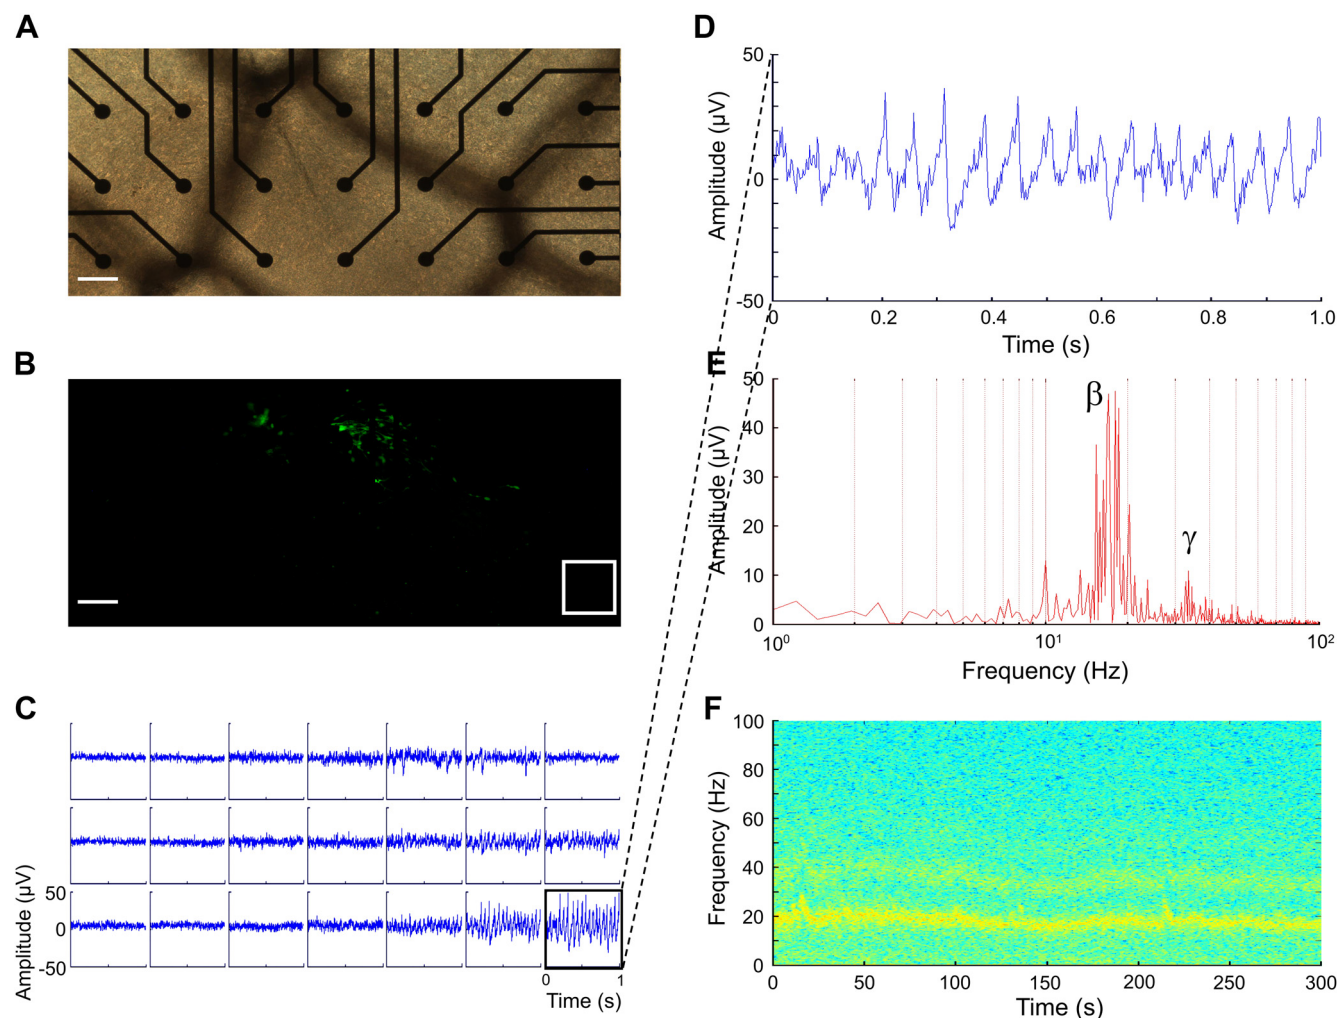 A
B
C
50
0
-50
Amplitude (µV)
0 1
Time (s)
D
50
0
-50
Amplitude (µV)
0 0.2 0.4 0.6 0.8 1.0
Time (s)
E
50
40
30
20
10
0
Amplitude (µV)
β
γ
10⁰ 10¹ 10²
Frequency (Hz)
F
100
80
60
40
20
0
Frequency (Hz)
0 50 100 150 200 250 300
Time (s)